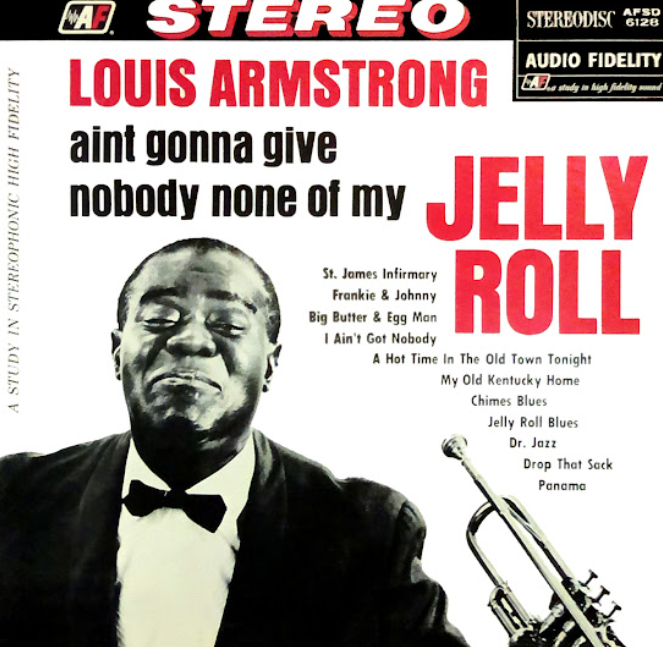 AF
STEREO
STEREODISC AFSD 6128
AUDIO FIDELITY
AF a study in high fidelity sound
A STUDY IN STEREOPHONIC HIGH FIDELITY
LOUIS ARMSTRONG
aint gonna give
nobody none of my
JELLY
ROLL
St. James Infirmary
Frankie & Johnny
Big Butter & Egg Man
I Ain't Got Nobody
A Hot Time In The Old Town Tonight
My Old Kentucky Home
Chimes Blues
Jelly Roll Blues
Dr. Jazz
Drop That Sack
Panama